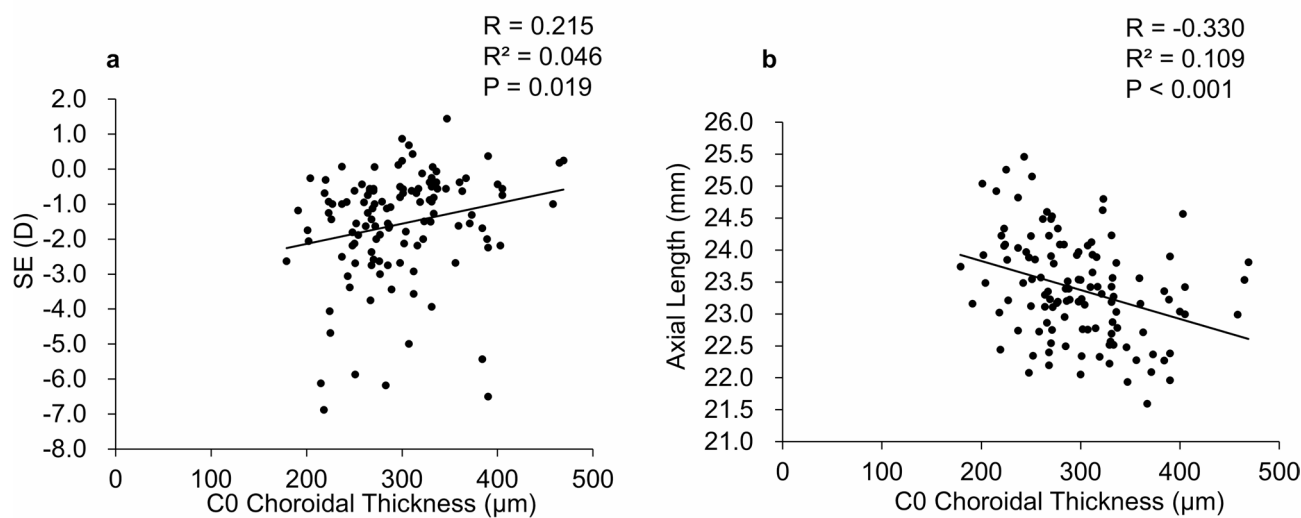 a
R = 0.215
R² = 0.046
P = 0.019
SE (D)
2.0
1.0
0.0
-1.0
-2.0
-3.0
-4.0
-5.0
-6.0
-7.0
-8.0
0 100 200 300 400 500
C0 Choroidal Thickness (μm)
b
R = -0.330
R² = 0.109
P < 0.001
Axial Length (mm)
26.0
25.5
25.0
24.5
24.0
23.5
23.0
22.5
22.0
21.5
21.0
0 100 200 300 400 500
C0 Choroidal Thickness (μm)